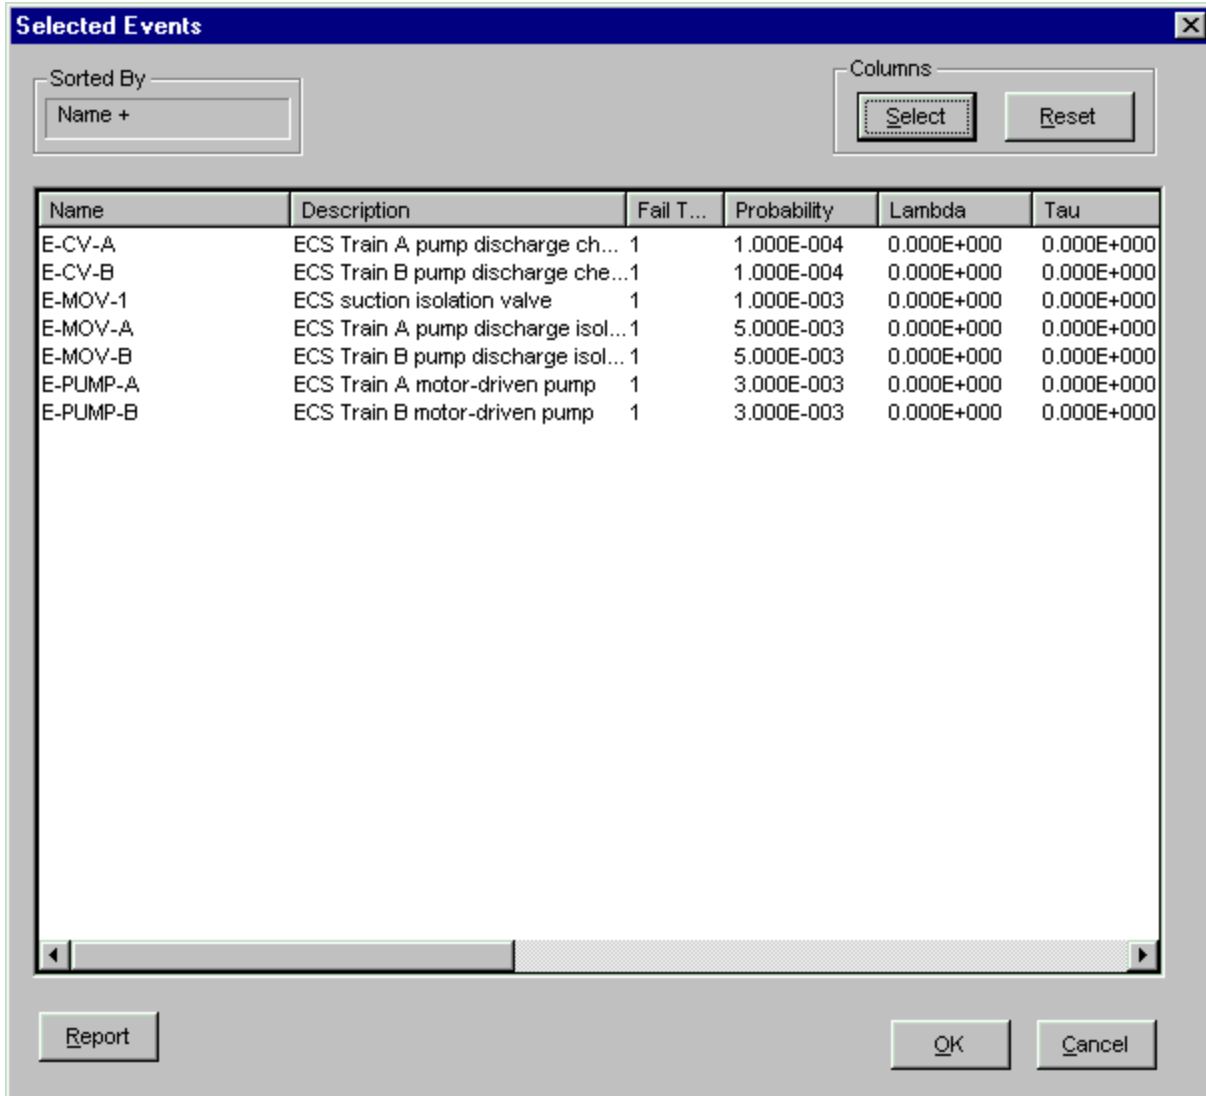 Selected Events
Sorted By
Name +
Columns
Select Reset
Name Description Fail T... Probability Lambda Tau
E-CV-A ECS Train A pump discharge ch... 1 1.000E-004 0.000E+000 0.000E+000
E-CV-B ECS Train B pump discharge che... 1 1.000E-004 0.000E+000 0.000E+000
E-MOV-1 ECS suction isolation valve 1 1.000E-003 0.000E+000 0.000E+000
E-MOV-A ECS Train A pump discharge isol... 1 5.000E-003 0.000E+000 0.000E+000
E-MOV-B ECS Train B pump discharge isol... 1 5.000E-003 0.000E+000 0.000E+000
E-PUMP-A ECS Train A motor-driven pump 1 3.000E-003 0.000E+000 0.000E+000
E-PUMP-B ECS Train B motor-driven pump 1 3.000E-003 0.000E+000 0.000E+000
Report OK Cancel